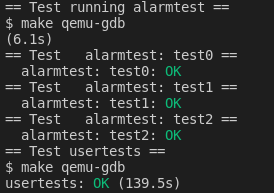 == Test running alarmtest ==
$ make qemu-gdb
(6.1s)
== Test   alarmtest: test0 ==
  alarmtest: test0: OK
== Test   alarmtest: test1 ==
  alarmtest: test1: OK
== Test   alarmtest: test2 ==
  alarmtest: test2: OK
== Test usertests ==
$ make qemu-gdb
usertests: OK (139.5s)